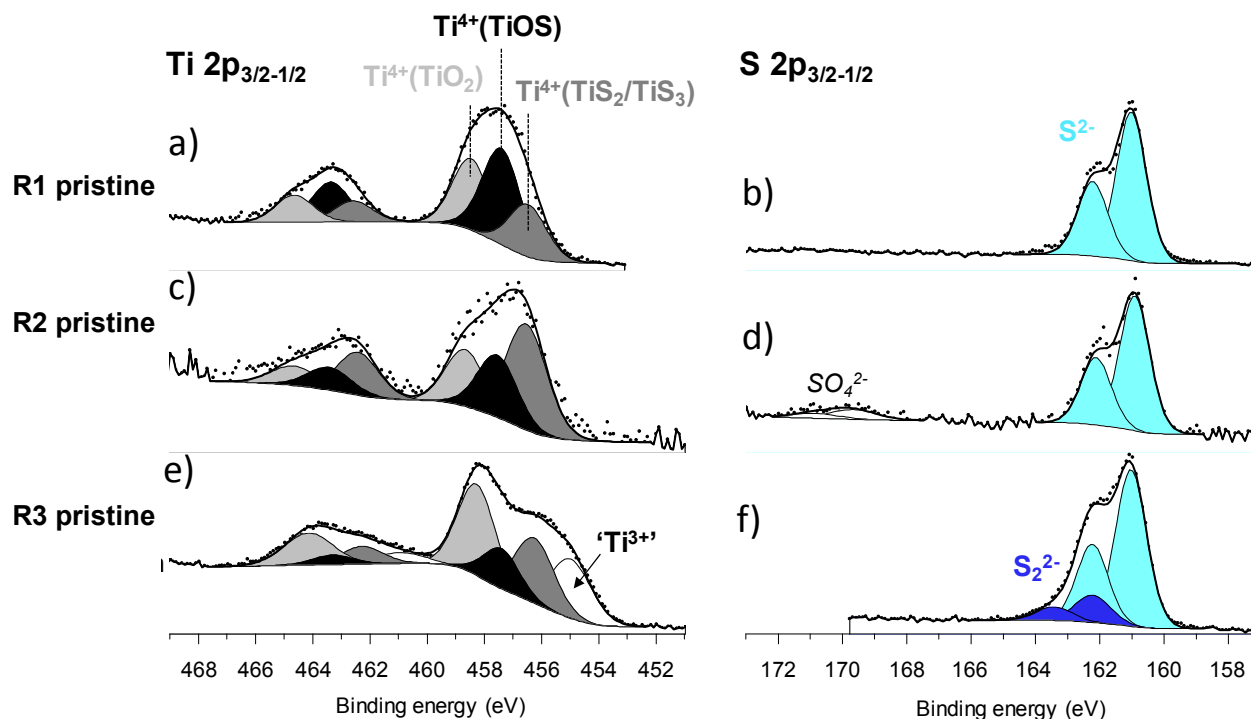 Ti⁴⁺(TiOS)
Ti 2p3/2-1/2
S 2p3/2-1/2
Ti⁴⁺(TiO₂)
Ti⁴⁺(TiS₂/TiS₃)
a)
R1 pristine
S²⁻
b)
c)
R2 pristine
d)
SO₄²⁻
e)
R3 pristine
'Ti³⁺'
f)
S₂²⁻
468 466 464 462 460 458 456 454 452
Binding energy (eV)
172 170 168 166 164 162 160 158
Binding energy (eV)